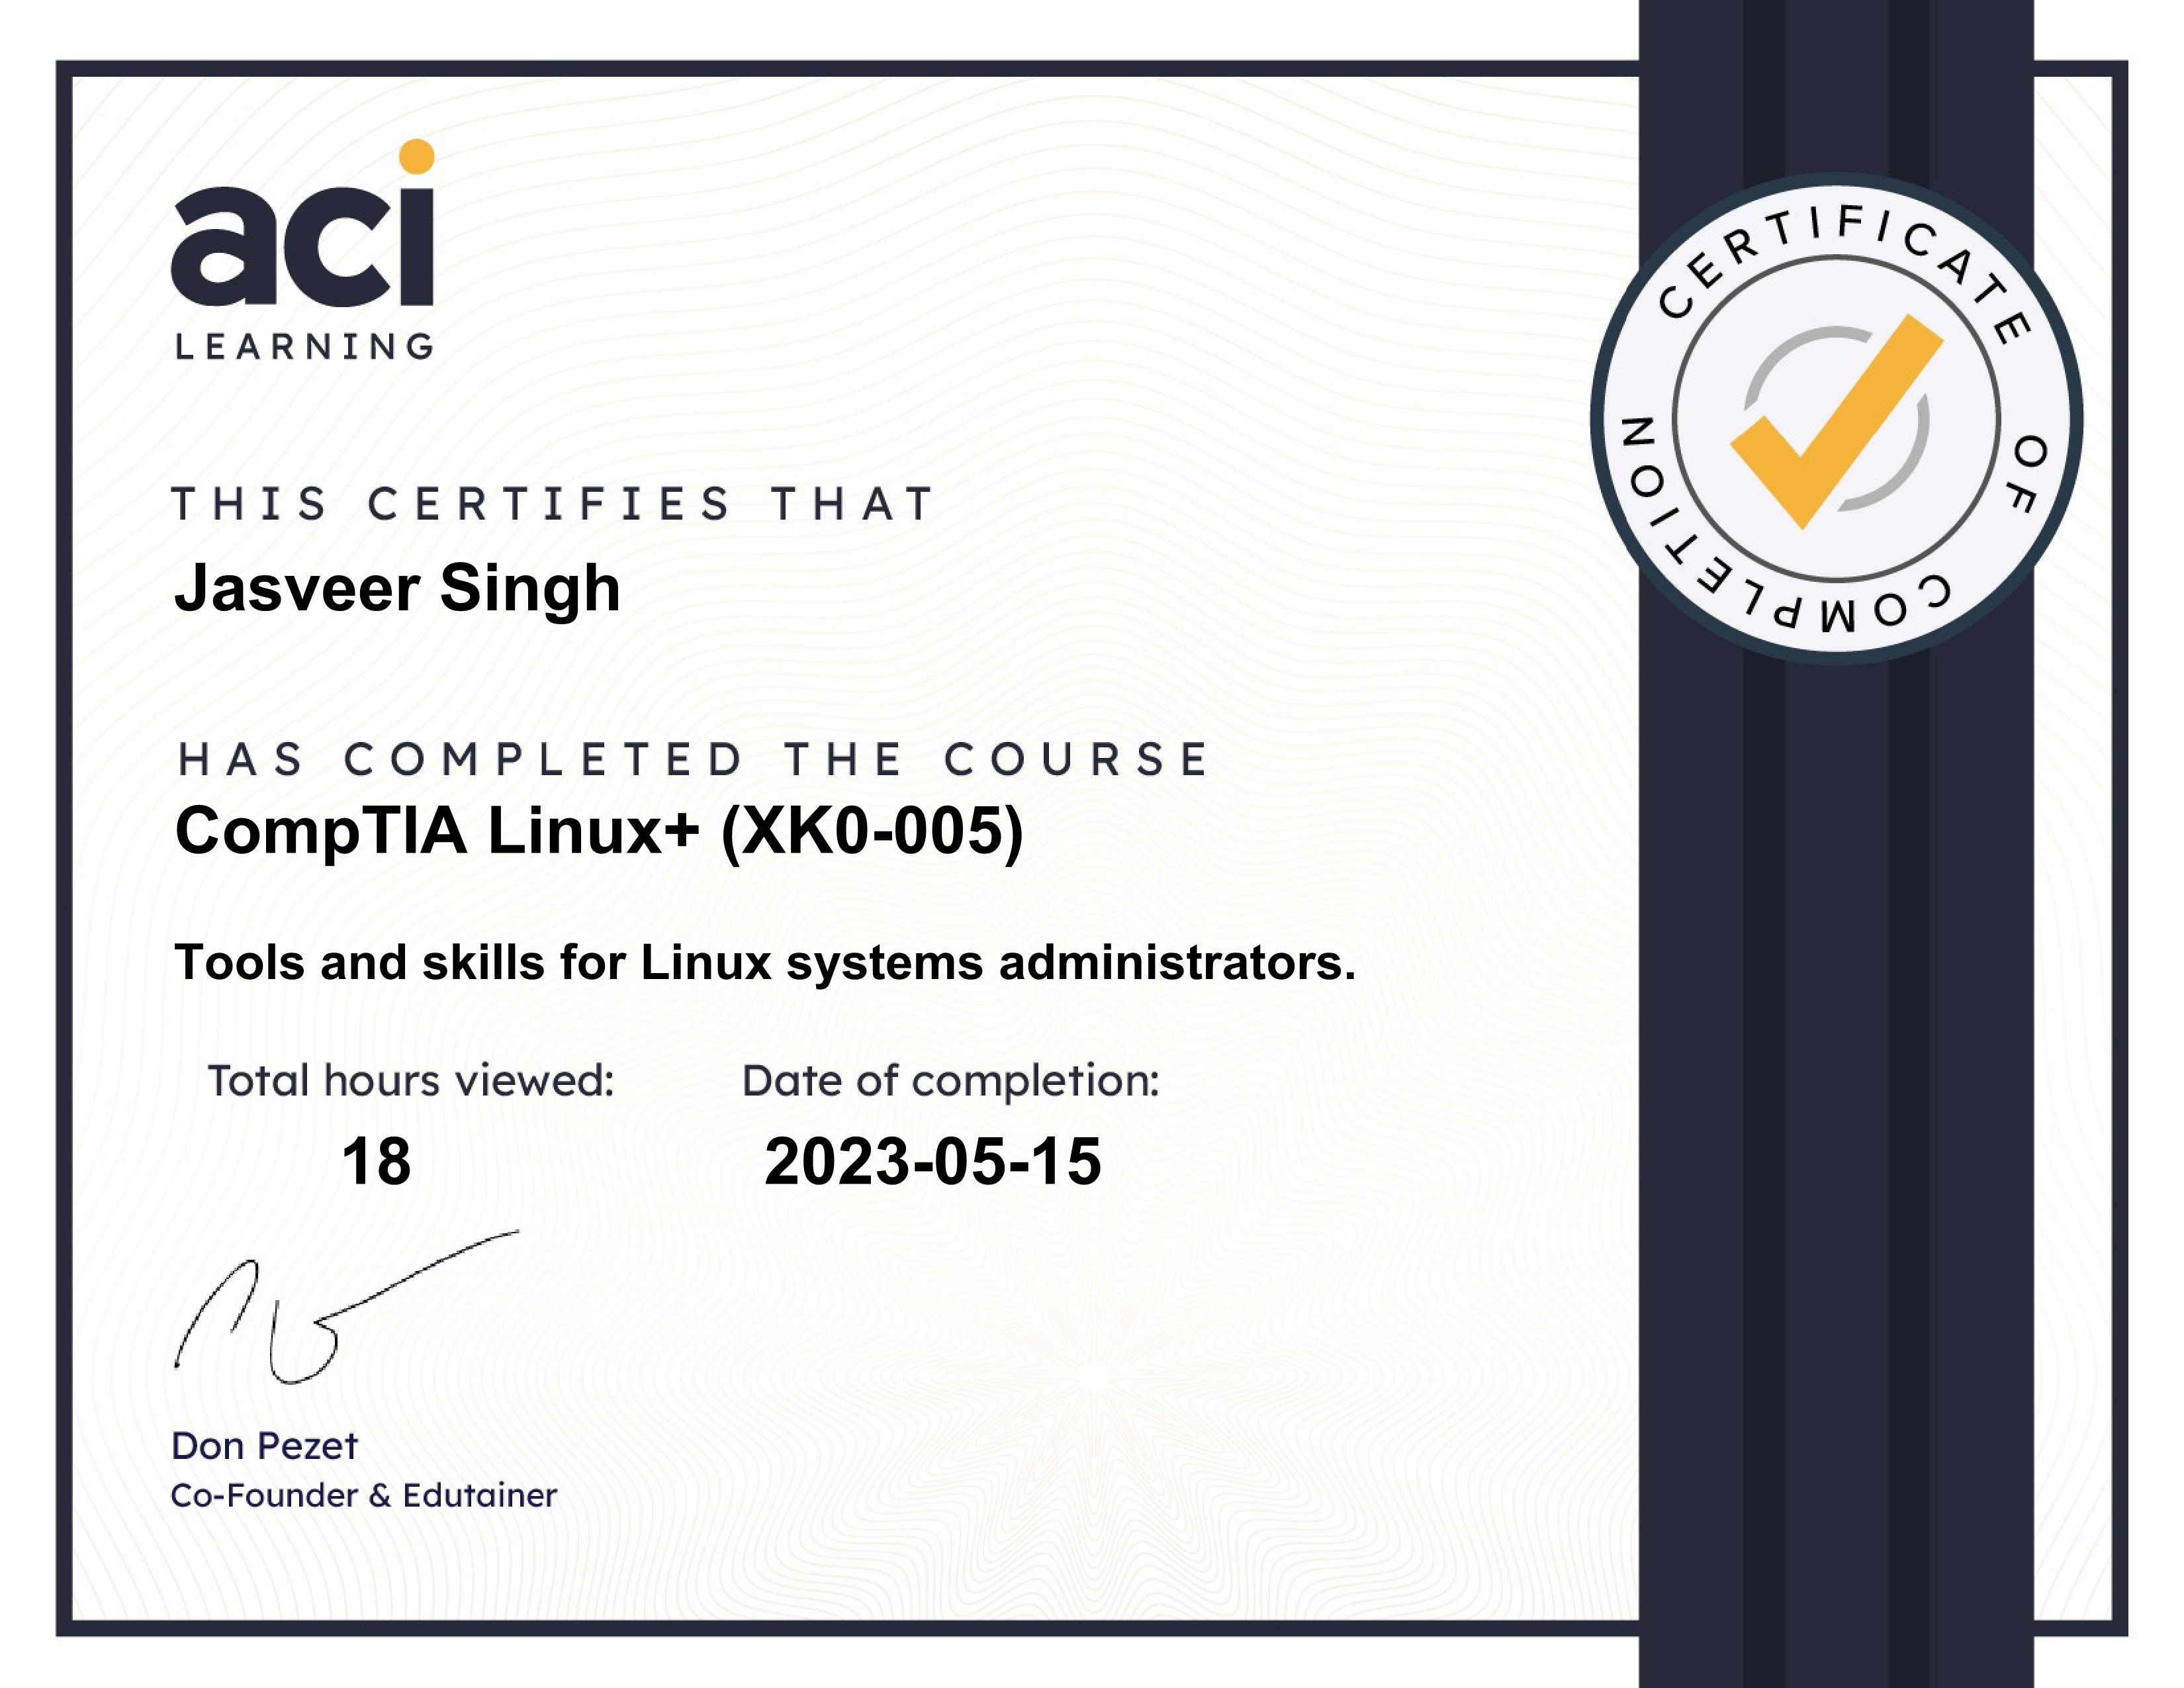 aci
LEARNING
CERTIFICATE OF COMPLETION
THIS CERTIFIES THAT
Jasveer Singh
HAS COMPLETED THE COURSE
CompTIA Linux+ (XK0-005)
Tools and skills for Linux systems administrators.
Total hours viewed: Date of completion:
18 2023-05-15
Don Pezet
Co-Founder & Edutainer